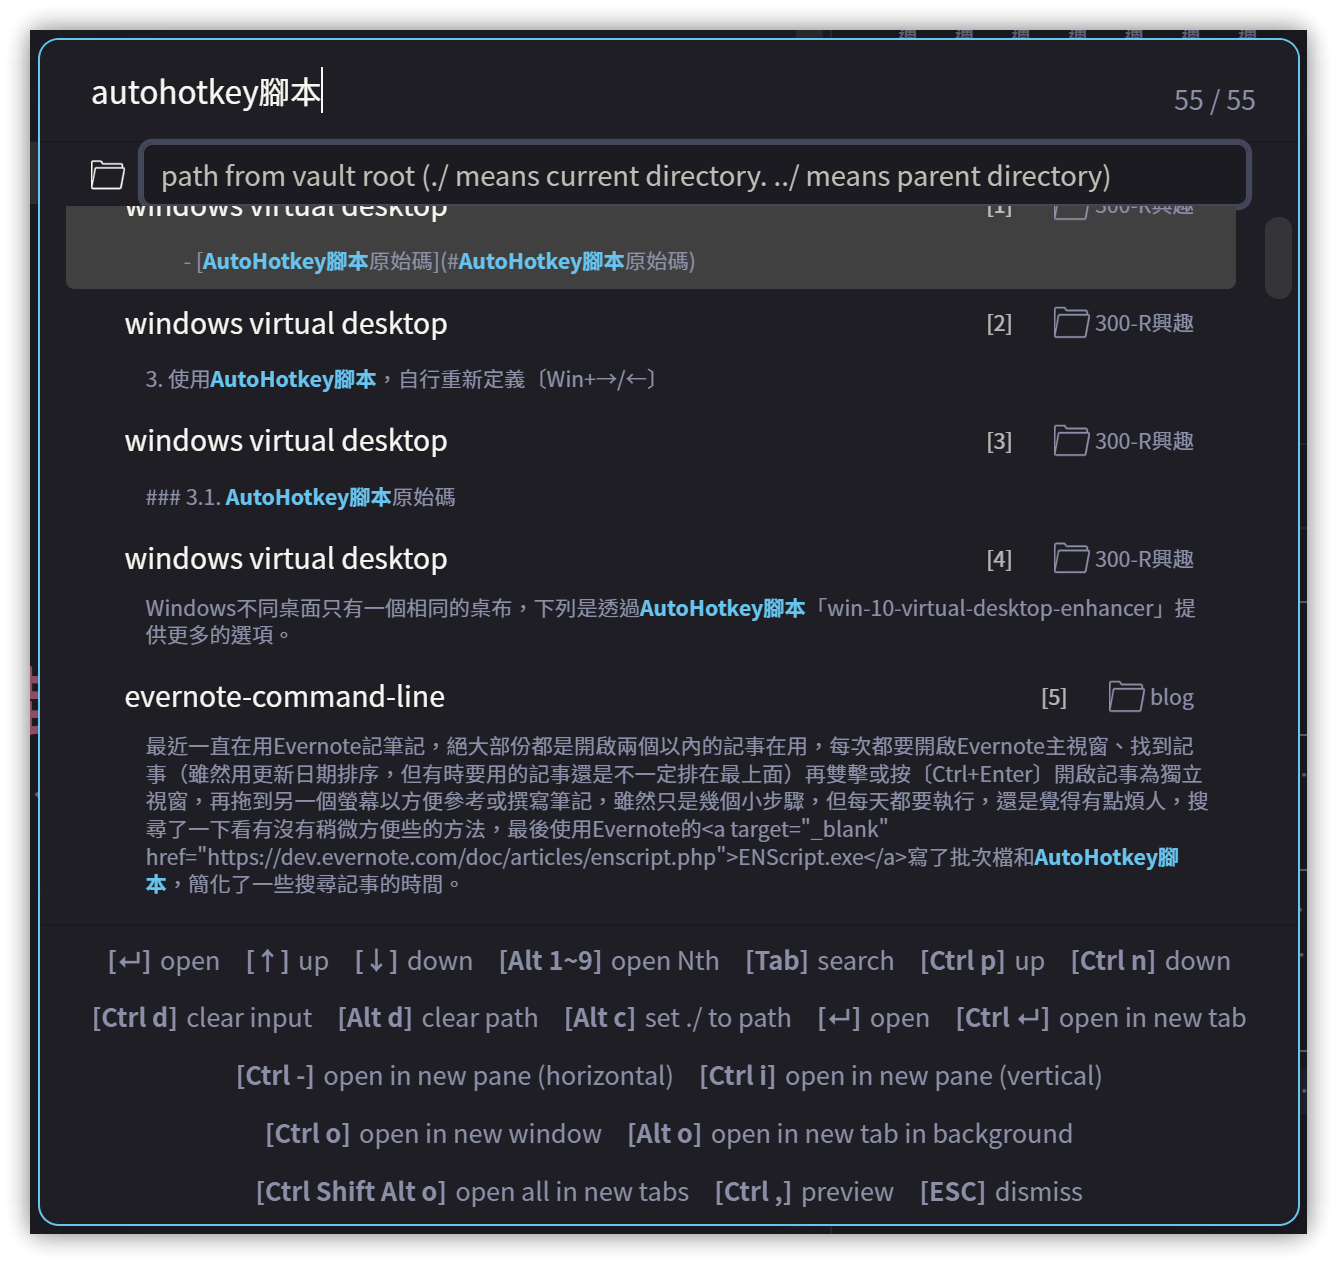 autohotkey腳本
55 / 55
path from vault root (./ means current directory. ../ means parent directory)
windows virtual desktop [1] 300-R興趣
- [AutoHotkey腳本原始碼](#AutoHotkey腳本原始碼)
windows virtual desktop [2] 300-R興趣
3. 使用AutoHotkey腳本，自行重新定義〔Win+→/←〕
windows virtual desktop [3] 300-R興趣
### 3.1. AutoHotkey腳本原始碼
windows virtual desktop [4] 300-R興趣
Windows不同桌面只有一個相同的桌布，下列是透過AutoHotkey腳本「win-10-virtual-desktop-enhancer」提
供更多的選項。
evernote-command-line [5] blog
最近一直在用Evernote記筆記，絕大部份都是開啟兩個以內的記事在用，每次都要開啟Evernote主視窗、找到記
事（雖然用更新日期排序，但有時要用的記事還是不一定排在最上面）再雙擊或按〔Ctrl+Enter〕開啟記事為獨立
視窗，再拖到另一個螢幕以方便參考或撰寫筆記，雖然只是幾個小步驟，但每天都要執行，還是覺得有點煩人，搜
尋了一下看有沒有稍微方便些的方法，最後使用Evernote的<a target="_blank"
href="https://dev.evernote.com/doc/articles/enscript.php">ENScript.exe</a>寫了批次檔和AutoHotkey腳
本，簡化了一些搜尋記事的時間。
[↵] open [↑] up [↓] down [Alt 1~9] open Nth [Tab] search [Ctrl p] up [Ctrl n] down
[Ctrl d] clear input [Alt d] clear path [Alt c] set ./ to path [↵] open [Ctrl ↵] open in new tab
[Ctrl -] open in new pane (horizontal) [Ctrl i] open in new pane (vertical)
[Ctrl o] open in new window [Alt o] open in new tab in background
[Ctrl Shift Alt o] open all in new tabs [Ctrl ,] preview [ESC] dismiss